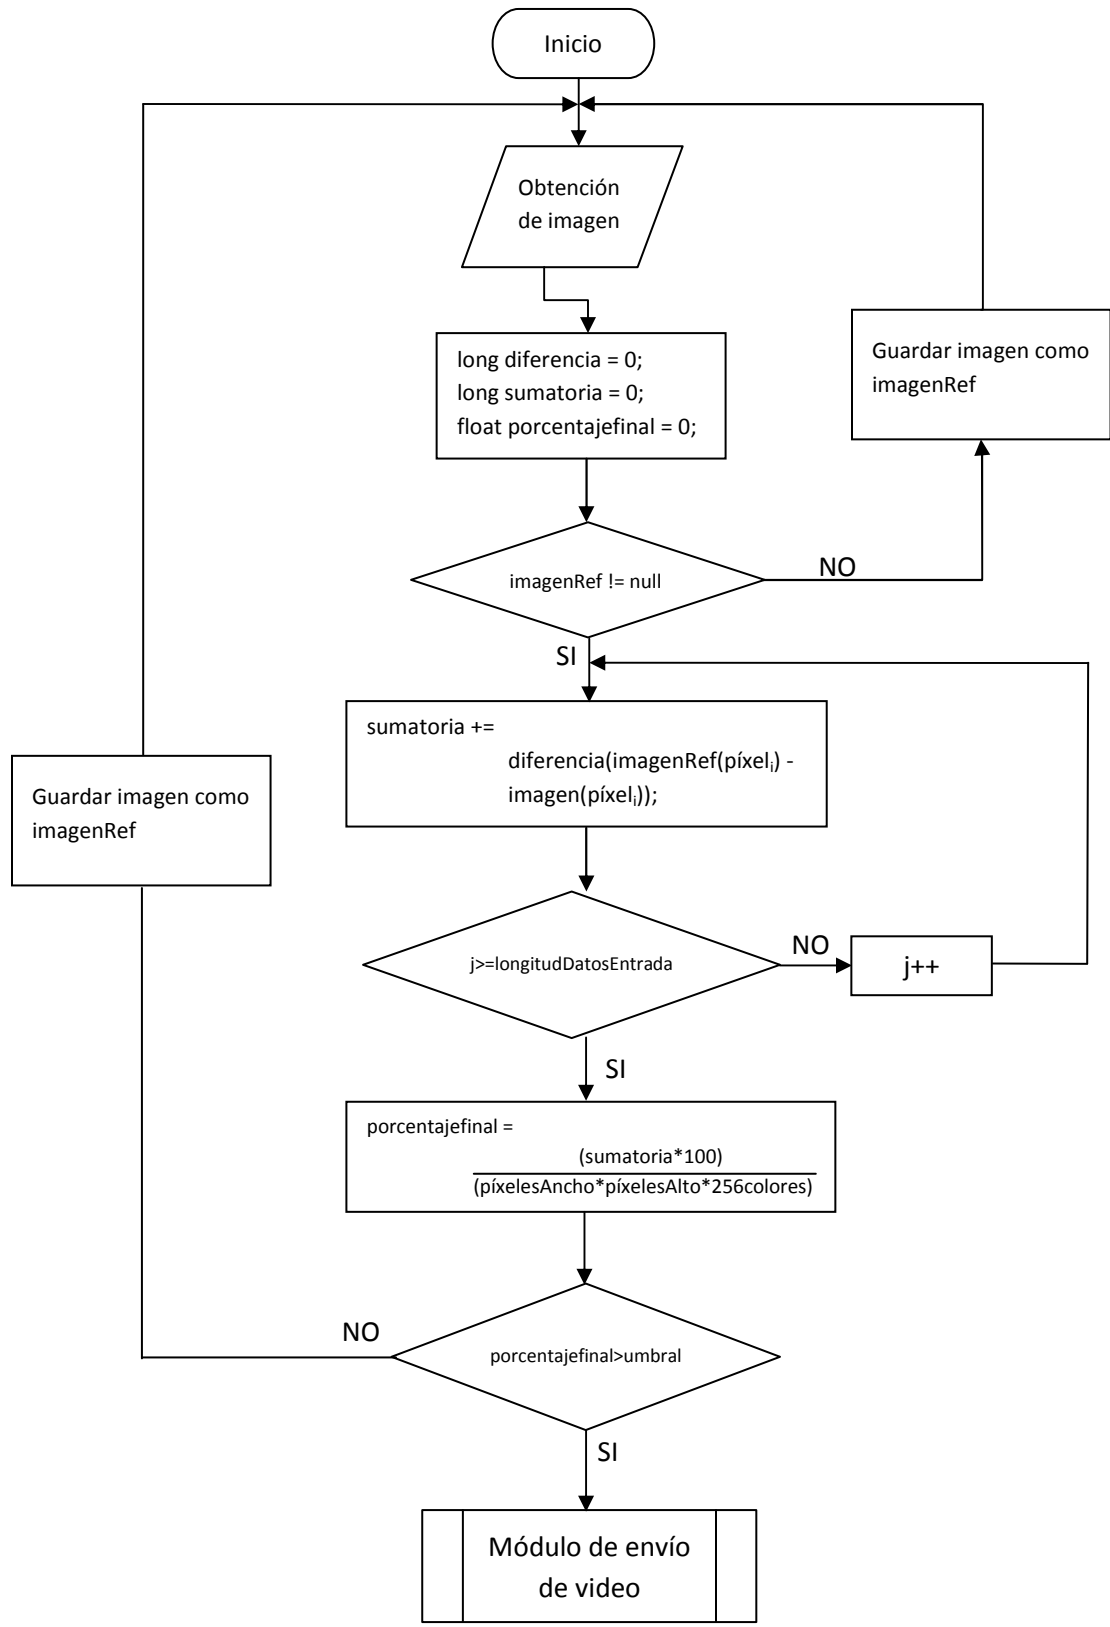 Inicio
Obtención
de imagen
long diferencia = 0;
long sumatoria = 0;
float porcentajefinal = 0;
Guardar imagen como
imagenRef
imagenRef != null
NO
SI
sumatoria +=
diferencia(imagenRef(píxelᵢ) -
imagen(píxelᵢ));
Guardar imagen como
imagenRef
j>=longitudDatosEntrada
NO
j++
SI
porcentajefinal =
(sumatoria*100)
(píxelesAncho*píxelesAlto*256colores)
NO
porcentajefinal>umbral
SI
Módulo de envío
de video